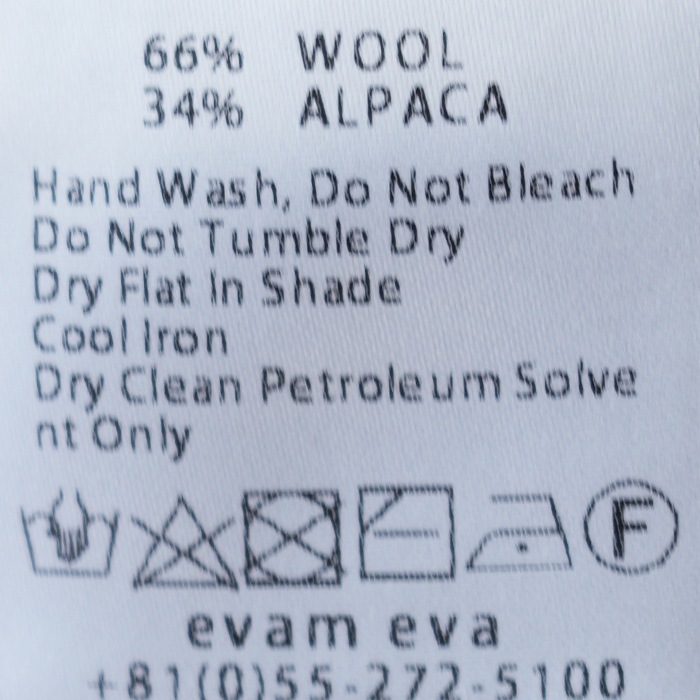 66% WOOL
34% ALPACA
Hand Wash, Do Not Bleach
Do Not Tumble Dry
Dry Flat In Shade
Cool Iron
Dry Clean Petroleum Solve
nt Only
F
evam eva
+81(0)55-272-5100